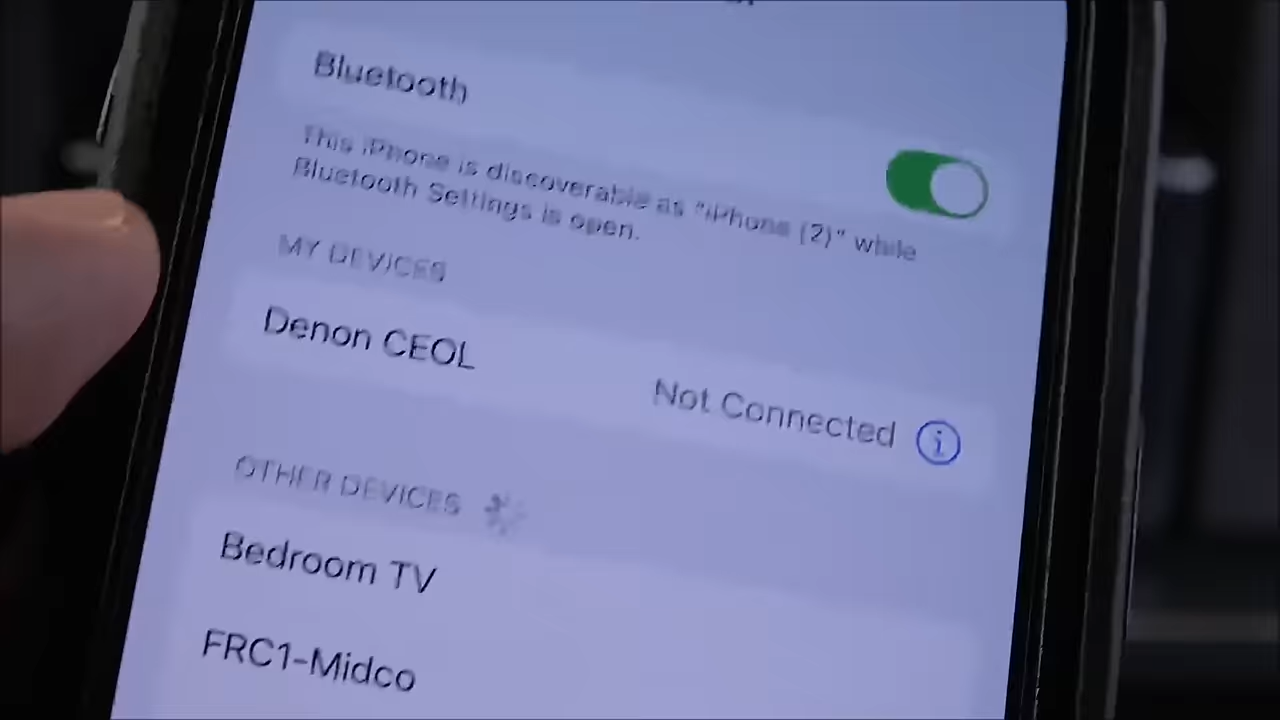 Bluetooth
This iPhone is discoverable as "iPhone (2)" while
Bluetooth Settings is open.
MY DEVICES
Denon CEOL
Not Connected
OTHER DEVICES
Bedroom TV
FRC1-Midco